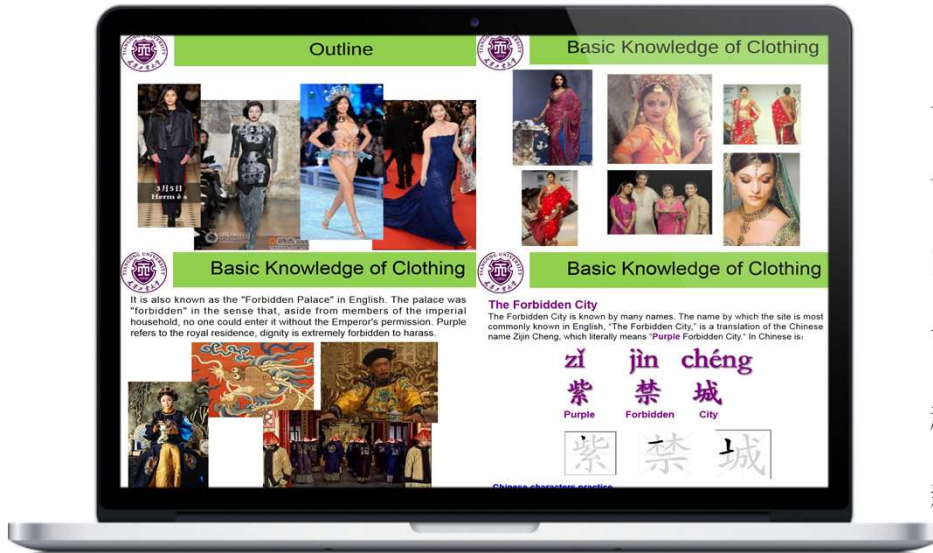 Outline
3月5日
Hermès
Basic Knowledge of Clothing
TIANGONG UNIVERSITY
Basic Knowledge of Clothing
It is also known as the "Forbidden Palace" in English. The palace was
"forbidden" in the sense that, aside from members of the imperial
household, no one could enter it without the Emperor's permission. Purple
refers to the royal residence, dignity is extremely forbidden to harass.
TIANGONG UNIVERSITY
Basic Knowledge of Clothing
The Forbidden City
The Forbidden City is known by many names. The name by which the site is most
commonly known in English, "The Forbidden City," is a translation of the Chinese
name Zijin Cheng, which literally means "Purple Forbidden City." In Chinese is:
zǐ jìn chéng
紫 禁 城
Purple Forbidden City
紫 禁 城
Chinese characters practice